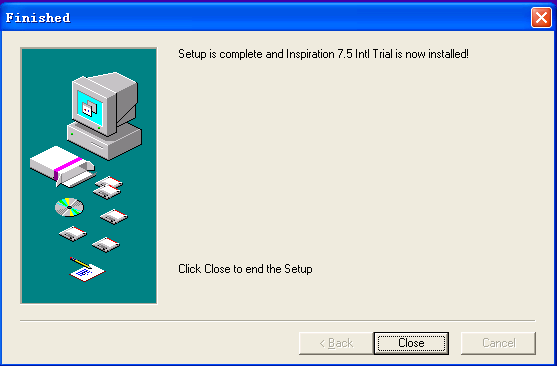 Finished
Setup is complete and Inspiration 7.5 Intl Trial is now installed!
Click Close to end the Setup
< Back
Close
Cancel